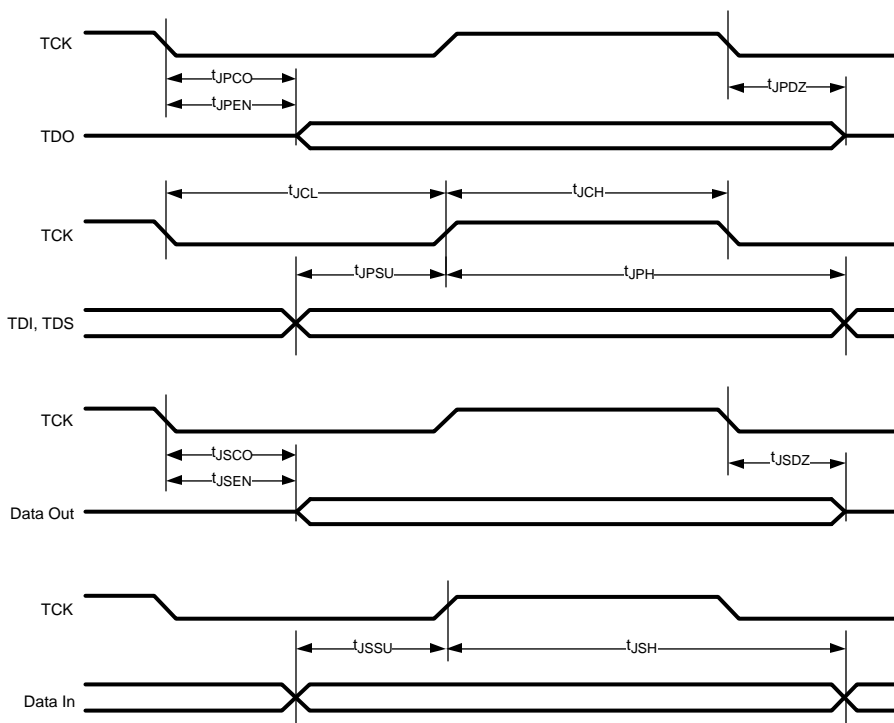 TCK
tJPCO
tJPEN
tJPDZ
TDO
tJCL
tJCH
TCK
tJPSU
tJPH
TDI, TDS
TCK
tJSCO
tJSEN
tJSDZ
Data Out
TCK
tJSSU
tJSH
Data In